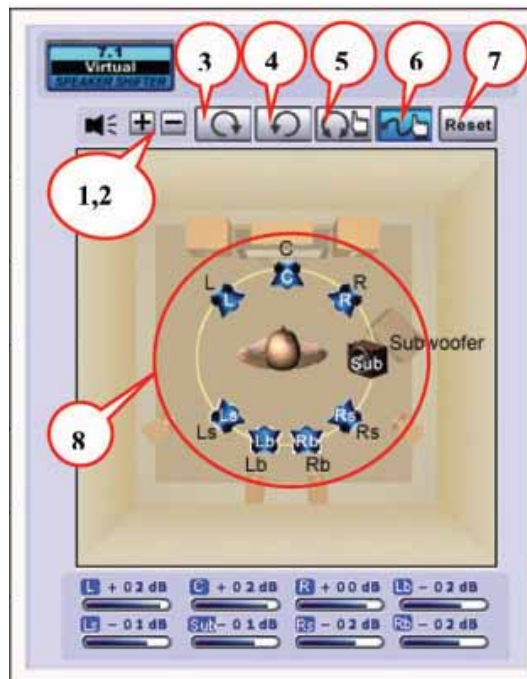 7.1
Virtual
SPEAKER SHIFTER
3
4
5
6
7
Reset
1,2
C
C
L
L
R
R
Subwoofer
Sub
8
Ls
Ls
Lb
Lb
Rb
Rb
Rs
Rs
L + 02 dB C + 02 dB R + 00 dB Lb - 02 dB
Ls - 01 dB Sub - 01 dB Rs - 02 dB Rb - 02 dB